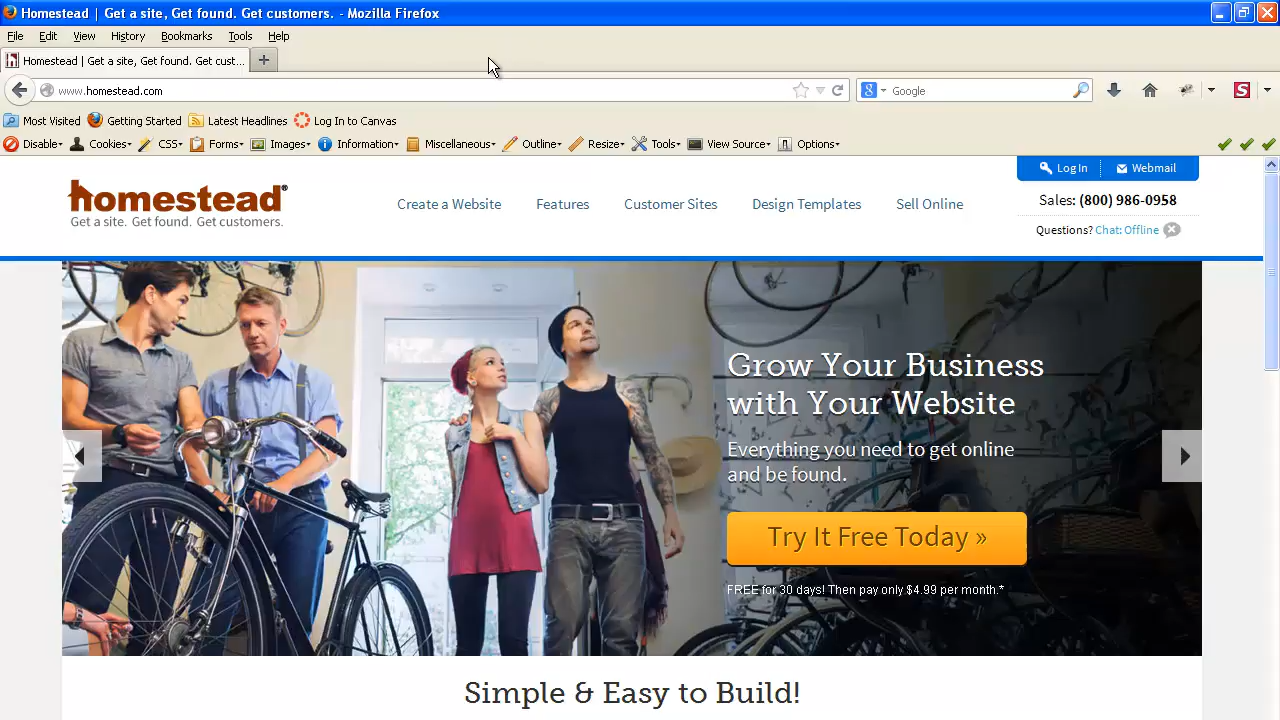 Homestead | Get a site, Get found. Get customers. - Mozilla Firefox
File Edit View History Bookmarks Tools Help
Homestead | Get a site, Get found. Get cust... +
www.homestead.com
Google
Most Visited Getting Started Latest Headlines Log In to Canvas
Disable Cookies CSS Forms Images Information Miscellaneous Outline Resize Tools View Source Options
Log In Webmail
homestead®
Get a site. Get found. Get customers.
Create a Website Features Customer Sites Design Templates Sell Online
Sales: (800) 986-0958
Questions? Chat: Offline
Grow Your Business
with Your Website
Everything you need to get online
and be found.
Try It Free Today »
FREE for 30 days! Then pay only $4.99 per month.*
Simple & Easy to Build!